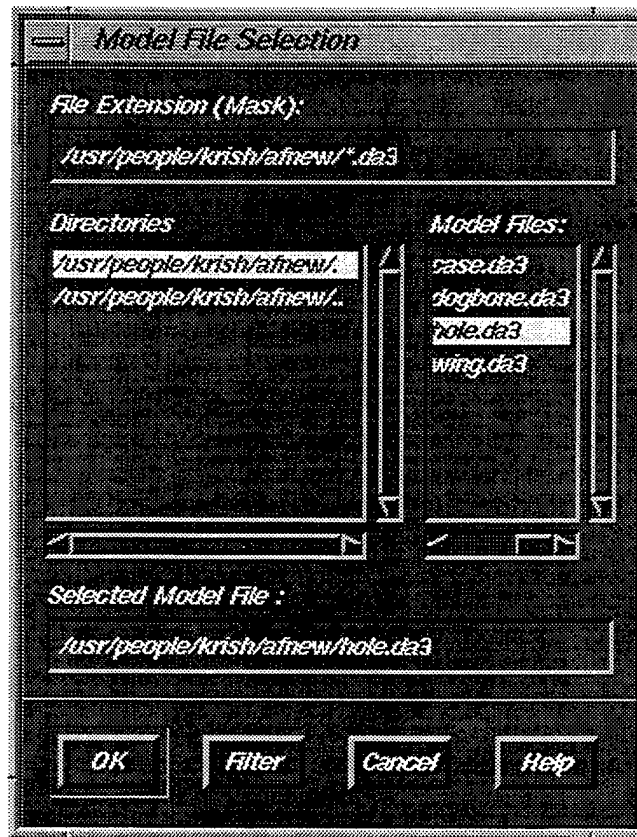 Model File Selection
File Extension (Mask):
/usr/people/krish/afnew/*.da3
Directories
/usr/people/krish/afnew/.
/usr/people/krish/afnew/..
Model Files:
case.da3
dogbone.da3
hole.da3
wing.da3
Selected Model File :
/usr/people/krish/afnew/hole.da3
OK
Filter
Cancel
Help